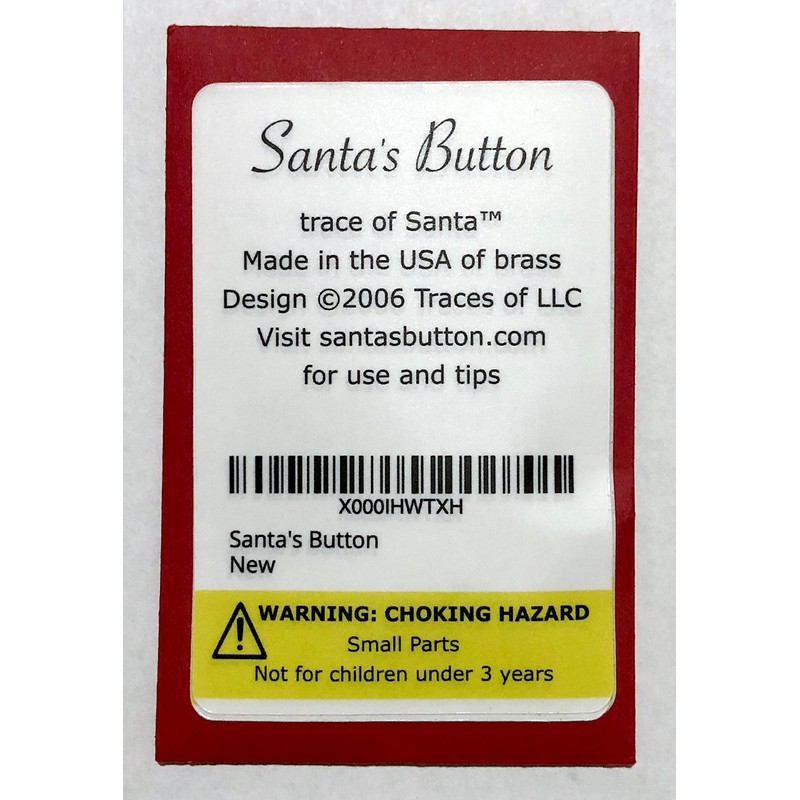 Santa's Button
trace of Santa™
Made in the USA of brass
Design ©2006 Traces of LLC
Visit santasbutton.com
for use and tips
X000IHWTXH
Santa's Button
New
WARNING: CHOKING HAZARD
Small Parts
Not for children under 3 years